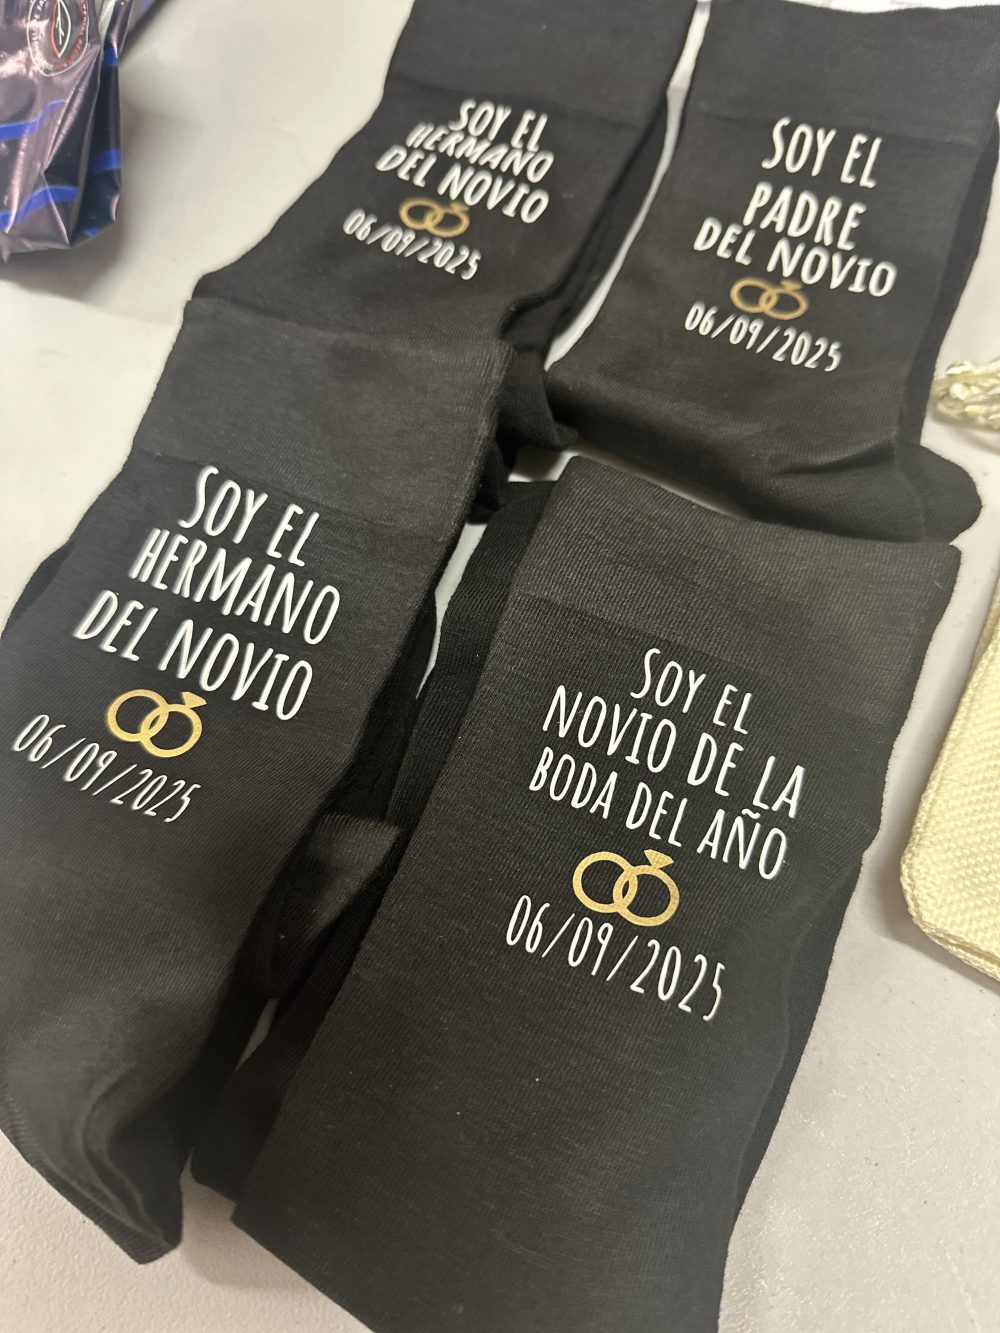 SOY EL
HERMANO
DEL NOVIO
06/09/2025
SOY EL
PADRE
DEL NOVIO
06/09/2025
SOY EL
HERMANO
DEL NOVIO
06/09/2025
SOY EL
NOVIO DE LA
BODA DEL AÑO
06/09/2025